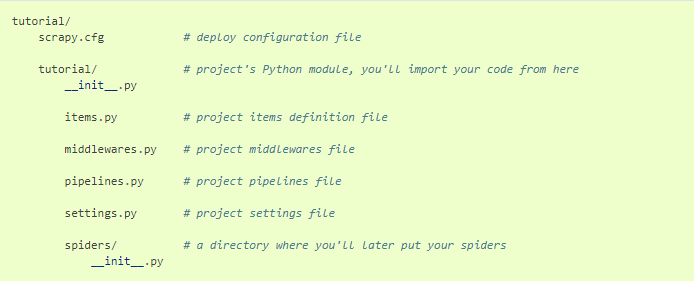 tutorial/
    scrapy.cfg            # deploy configuration file
    tutorial/             # project's Python module, you'll import your code from here
        __init__.py
        items.py          # project items definition file
        middlewares.py    # project middlewares file
        pipelines.py      # project pipelines file
        settings.py       # project settings file
        spiders/          # a directory where you'll later put your spiders
            __init__.py